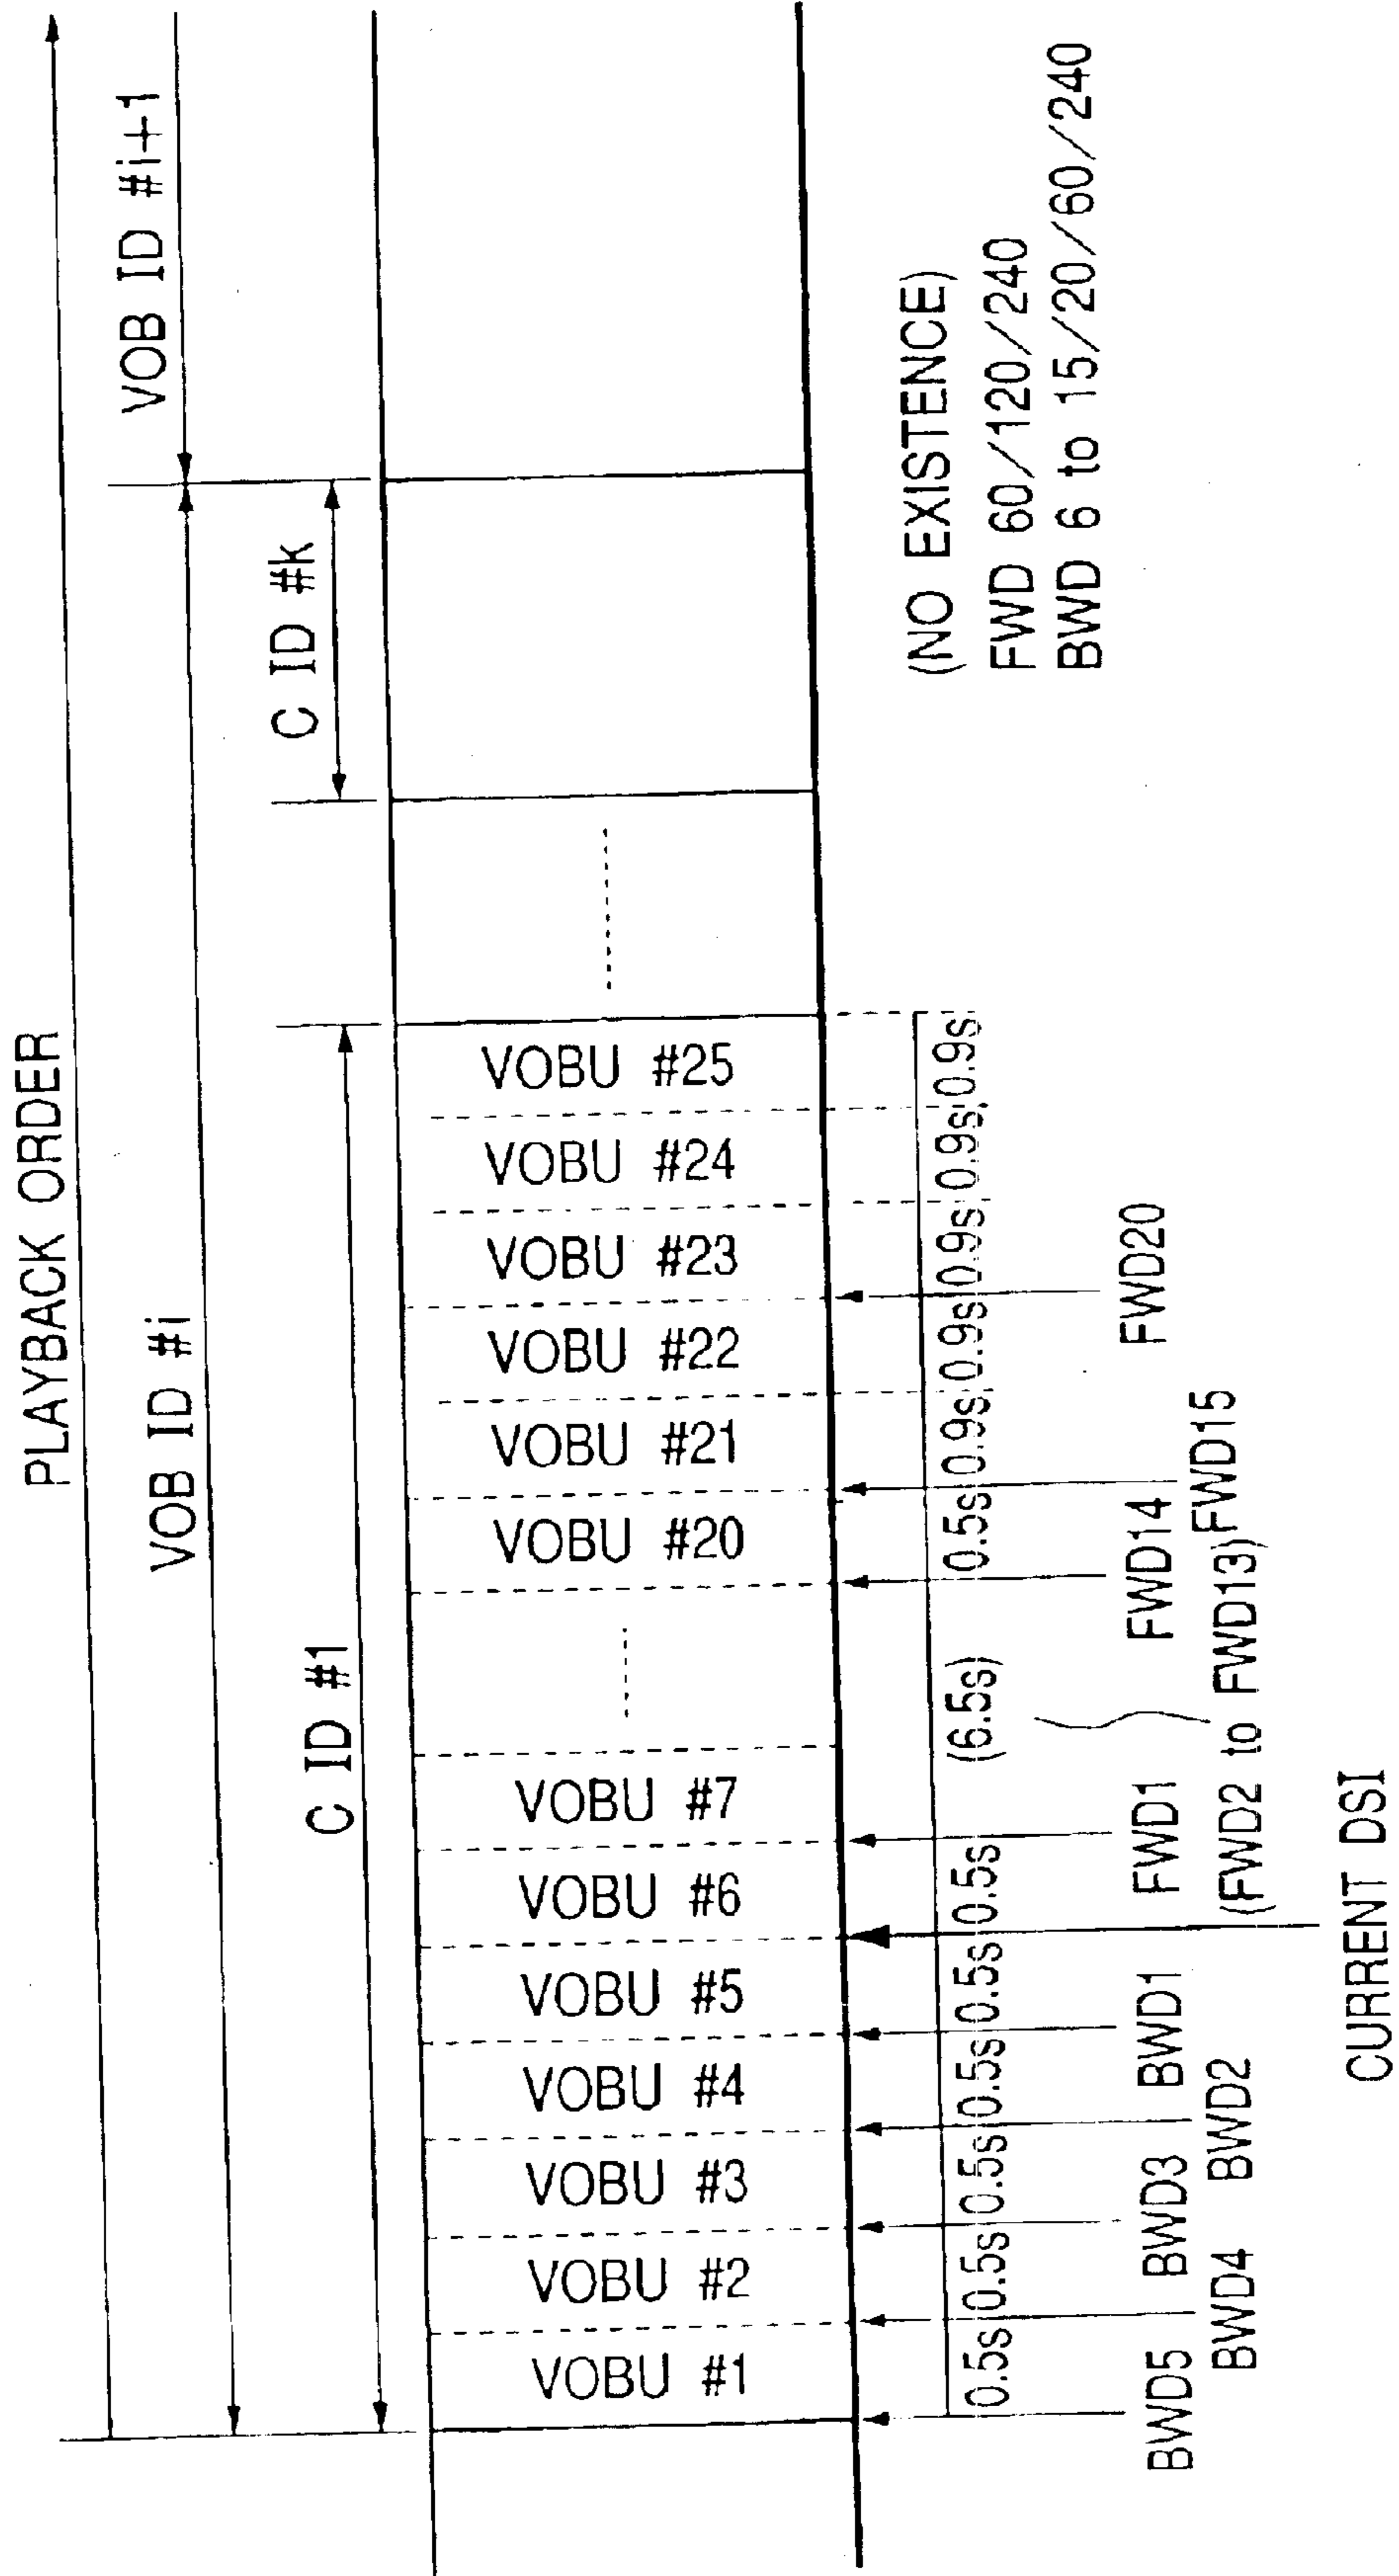 PLAYBACK ORDER
VOB ID #i
VOB ID #i+1
C ID #1
C ID #k
VOBU #1
VOBU #2
VOBU #3
VOBU #4
VOBU #5
VOBU #6
VOBU #7
VOBU #20
VOBU #21
VOBU #22
VOBU #23
VOBU #24
VOBU #25
0.5s 0.5s 0.5s 0.5s 0.5s 0.5s (6.5s) 0.5s 0.9s 0.9s 0.9s 0.9s 0.9s
BWD5 BWD3 BWD1 FWD1 FWD14 FWD20
BWD4 BWD2 (FWD2 to FWD13) FWD15
CURRENT DSI
(NO EXISTENCE)
FWD 60/120/240
BWD 6 to 15/20/60/240